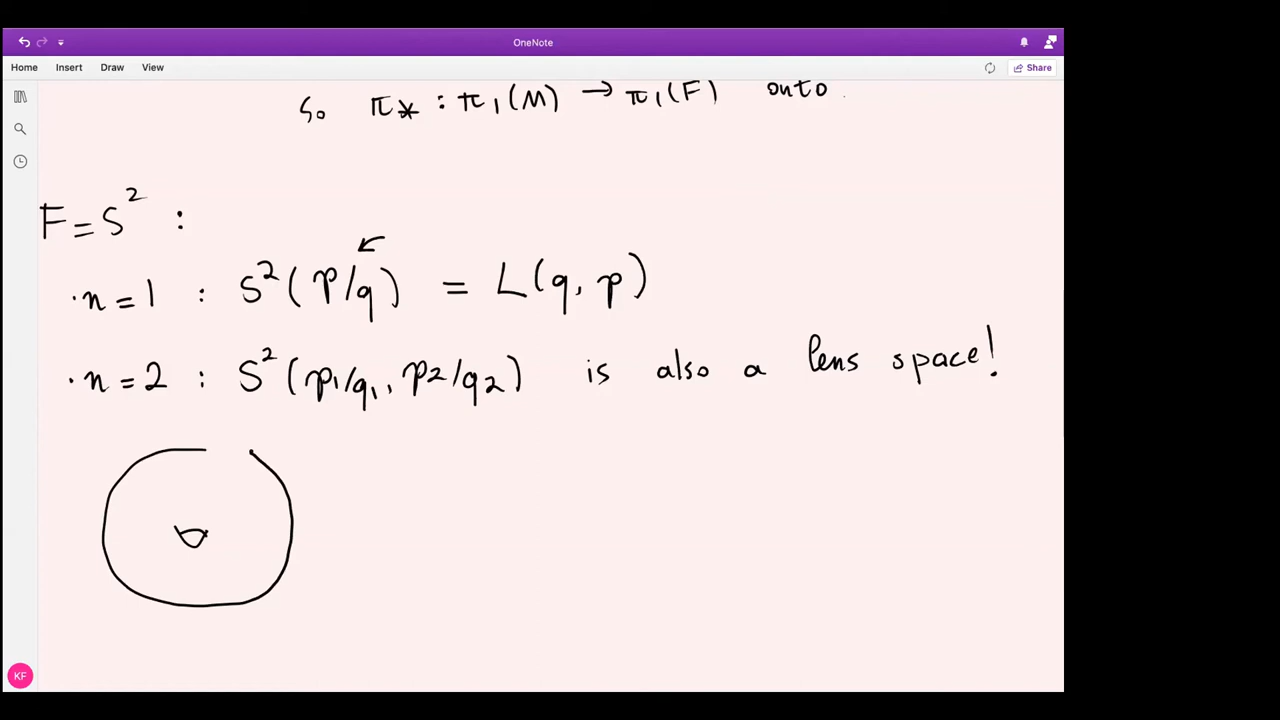 OneNote
Home Insert Draw View Share
So π* : π₁(M) → π₁(F) onto
F = S² :
· n = 1 : S²(p/q) = L(q, p)
· n = 2 : S²(p₁/q₁, p₂/q₂) is also a lens space!
KF